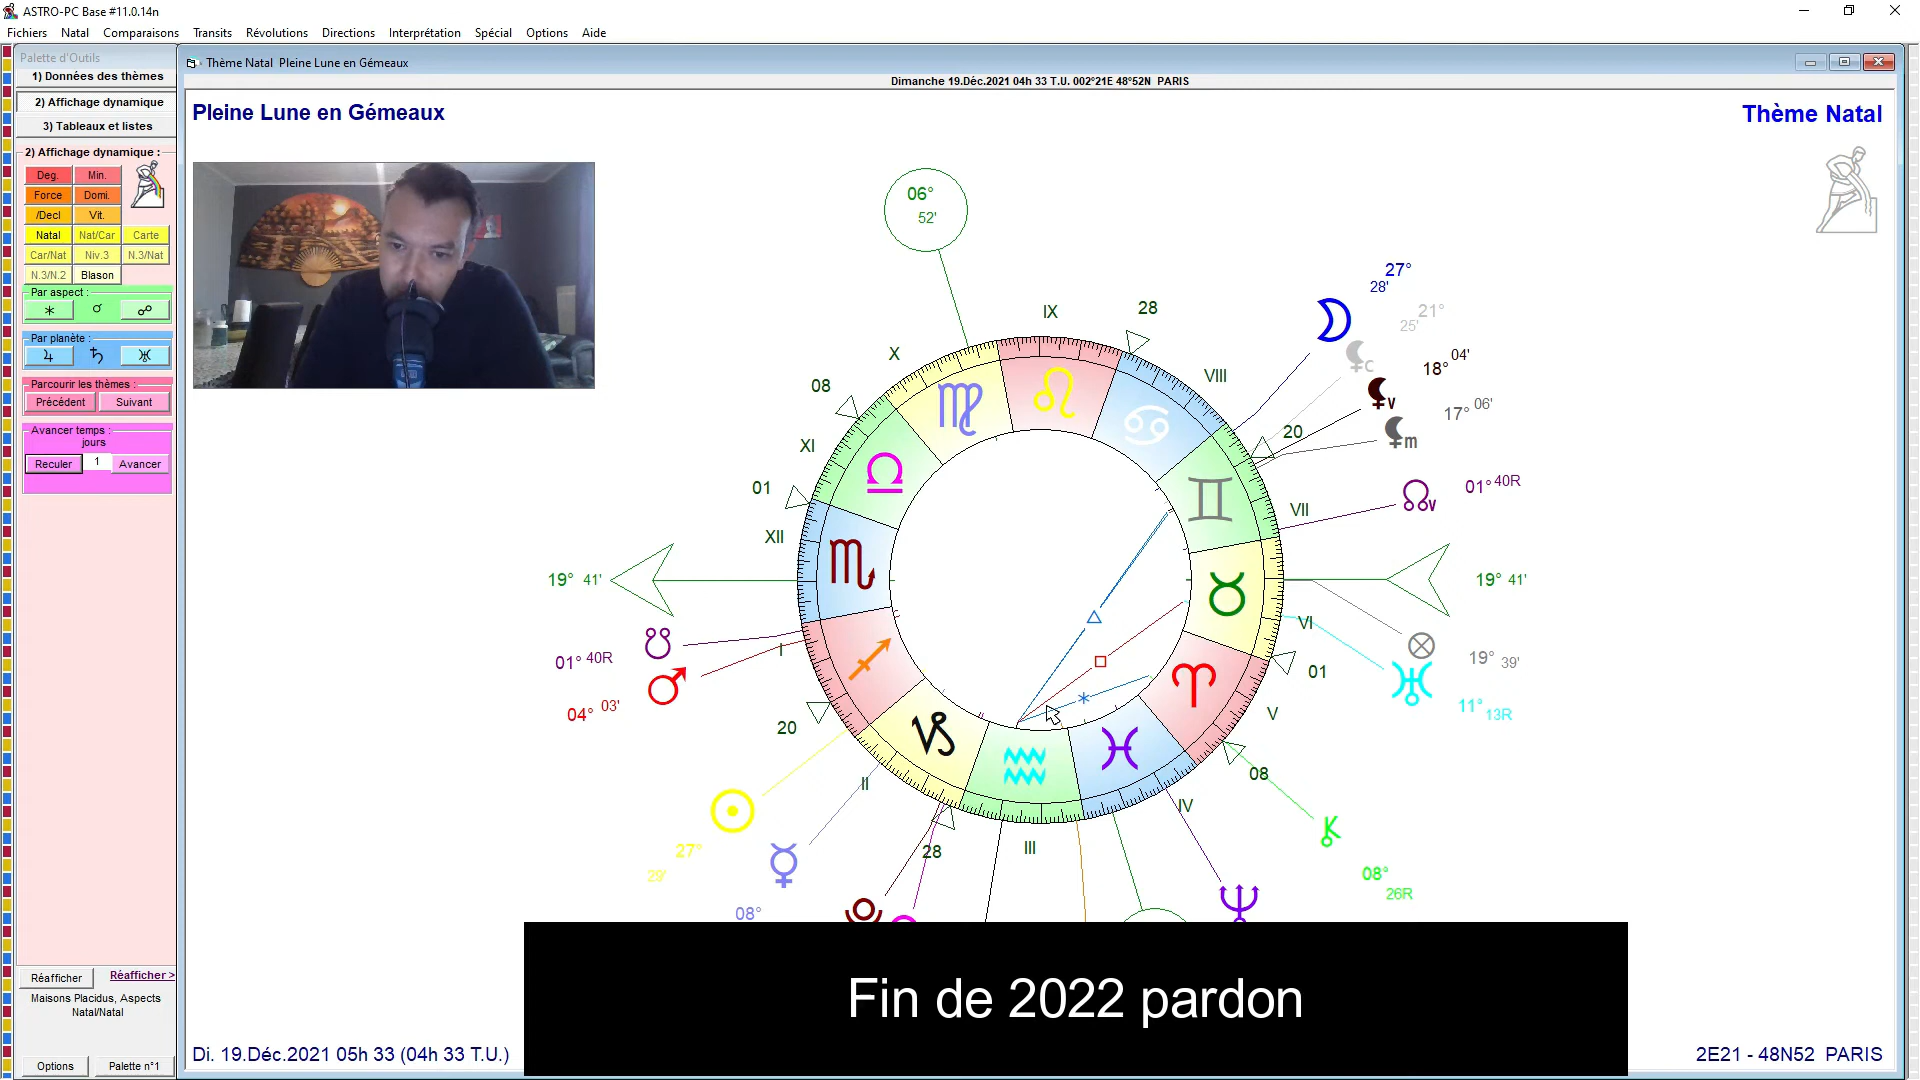 ASTRO-PC Base #11.0.14n
Fichiers Natal Comparaisons Transits Révolutions Directions Interprétation Spécial Options Aide
Palette d'Outils
Thème Natal Pleine Lune en Gémeaux
1) Données des thèmes
Dimanche 19.Déc.2021 04h 33 T.U. 002°21E 48°52N PARIS
2) Affichage dynamique
Pleine Lune en Gémeaux
Thème Natal
3) Tableaux et listes
2) Affichage dynamique :
Deg. Min.
Force Domi.
/Decl Vit.
Natal Nat/Car Carte
Car/Nat Niv.3 N.3/Nat
N.3/N.2 Blason
Par aspect :
Par planète :
Parcourir les thèmes :
Précédent Suivant
Avancer temps :
jours
Reculer 1 Avancer
06°
52'
27°
28'
21°
25'
IX
28
X
04'
18°
VIII
08
06'
17°
m
20
XI
01
01° 40R
VII
XII
19° 41'
19° 41'
VI
I
01° 40R
19° 39'
01
04° 03'
11° 13R
V
20
08
II
IV
27°
29'
III
28
08°
26R
08°
Fin de 2022 pardon
Réafficher Réafficher >
Maisons Placidus, Aspects
Natal/Natal
Di. 19.Déc.2021 05h 33 (04h 33 T.U.)
2E21 - 48N52 PARIS
Options Palette n°1